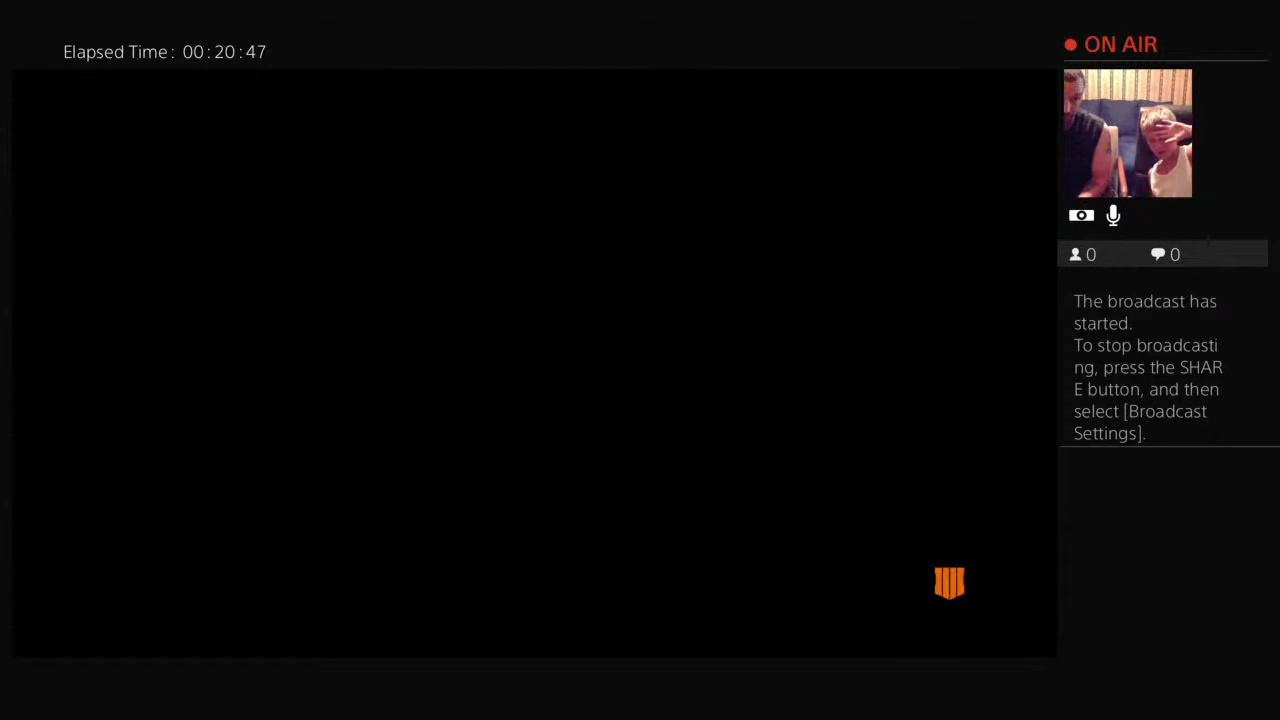 Elapsed Time: 00:20:47
ON AIR
0
0
The broadcast has
started.
To stop broadcasti
ng, press the SHAR
E button, and then
select [Broadcast
Settings].